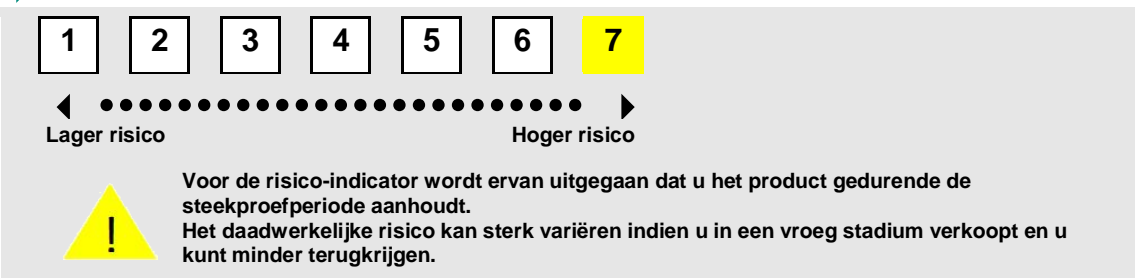 1 2 3 4 5 6 7
Lager risico Hoger risico
!
Voor de risico-indicator wordt ervan uitgegaan dat u het product gedurende de
steekproefperiode aanhoudt.
Het daadwerkelijke risico kan sterk variëren indien u in een vroeg stadium verkoopt en u
kunt minder terugkrijgen.